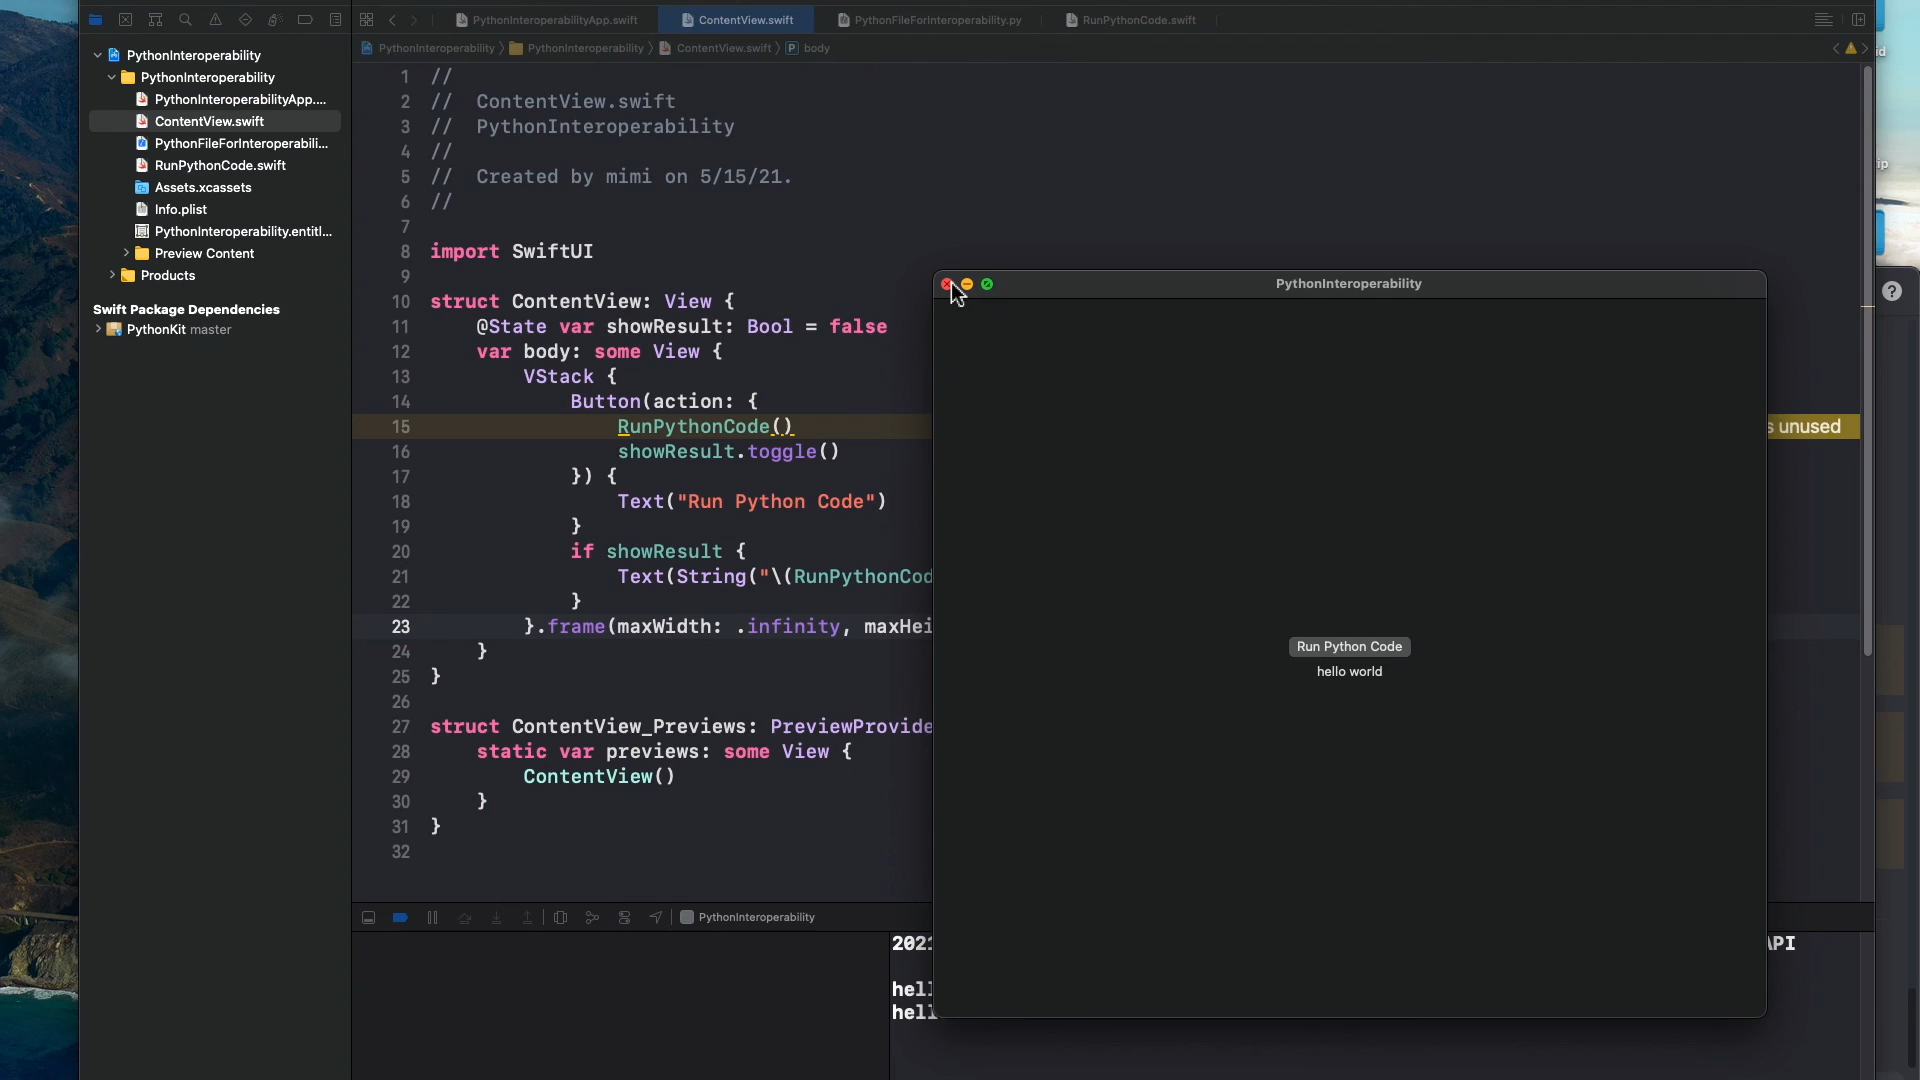 PythonInteroperabilityApp.swift
ContentView.swift
PythonFileForInteroperability.py
RunPythonCode.swift
PythonInteroperability
PythonInteroperability
ContentView.swift
P body
PythonInteroperability
PythonInteroperability
PythonInteroperabilityApp....
ContentView.swift
PythonFileForInteroperabili...
RunPythonCode.swift
Assets.xcassets
Info.plist
PythonInteroperability.entitl...
Preview Content
Products
Swift Package Dependencies
PythonKit master
1 //
2 //  ContentView.swift
3 //  PythonInteroperability
4 //
5 //  Created by mimi on 5/15/21.
6 //
7
8 import SwiftUI
9
10 struct ContentView: View {
11     @State var showResult: Bool = false
12     var body: some View {
13         VStack {
14             Button(action: {
15                 RunPythonCode()
16                 showResult.toggle()
17             }) {
18                 Text("Run Python Code")
19             }
20             if showResult {
21                 Text(String("\(RunPythonCod
22             }
23         }.frame(maxWidth: .infinity, maxHei
24     }
25 }
26
27 struct ContentView_Previews: PreviewProvide
28     static var previews: some View {
29         ContentView()
30     }
31 }
32
s unused
PythonInteroperability
Run Python Code
hello world
PythonInteroperability
2021
API
hell
hell
id
ip
?